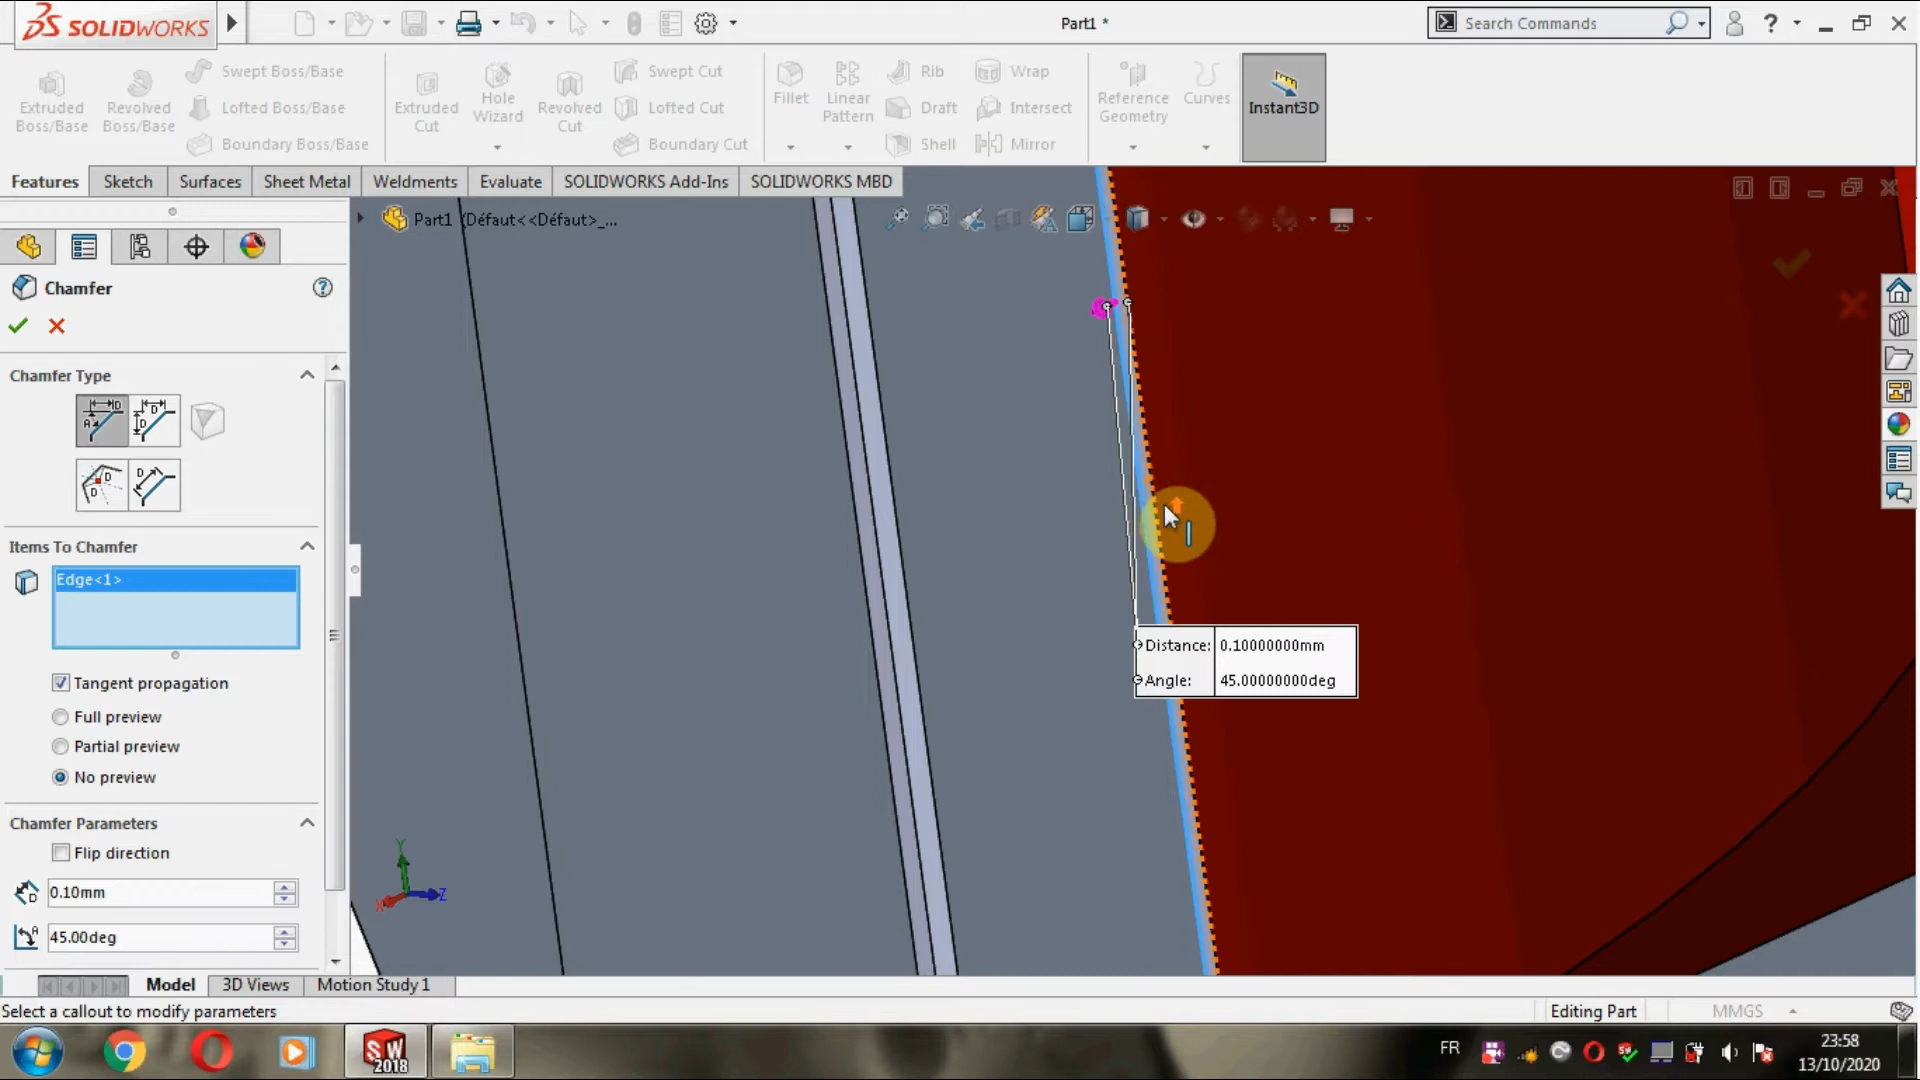 SOLIDWORKS
Part1 *
Search Commands
Extruded Boss/Base
Revolved Boss/Base
Swept Boss/Base
Lofted Boss/Base
Boundary Boss/Base
Extruded Cut
Hole Wizard
Revolved Cut
Swept Cut
Lofted Cut
Boundary Cut
Fillet
Linear Pattern
Rib
Draft
Shell
Wrap
Intersect
Mirror
Reference Geometry
Curves
Instant3D
Features
Sketch
Surfaces
Sheet Metal
Weldments
Evaluate
SOLIDWORKS Add-Ins
SOLIDWORKS MBD
Part1 (Défaut<<Défaut>_...
Chamfer
Chamfer Type
Items To Chamfer
Edge<1>
Tangent propagation
Full preview
Partial preview
No preview
Chamfer Parameters
Flip direction
0.10mm
45.00deg
Distance: 0.10000000mm
Angle: 45.00000000deg
Y
X
Z
Model
3D Views
Motion Study 1
Select a callout to modify parameters
Editing Part
MMGS
SW 2018
FR
23:58
13/10/2020